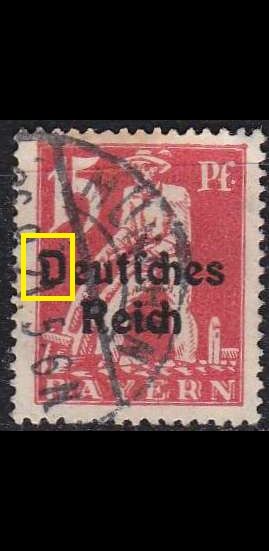 15 Pf.
Deutsches
Reich
BAYERN